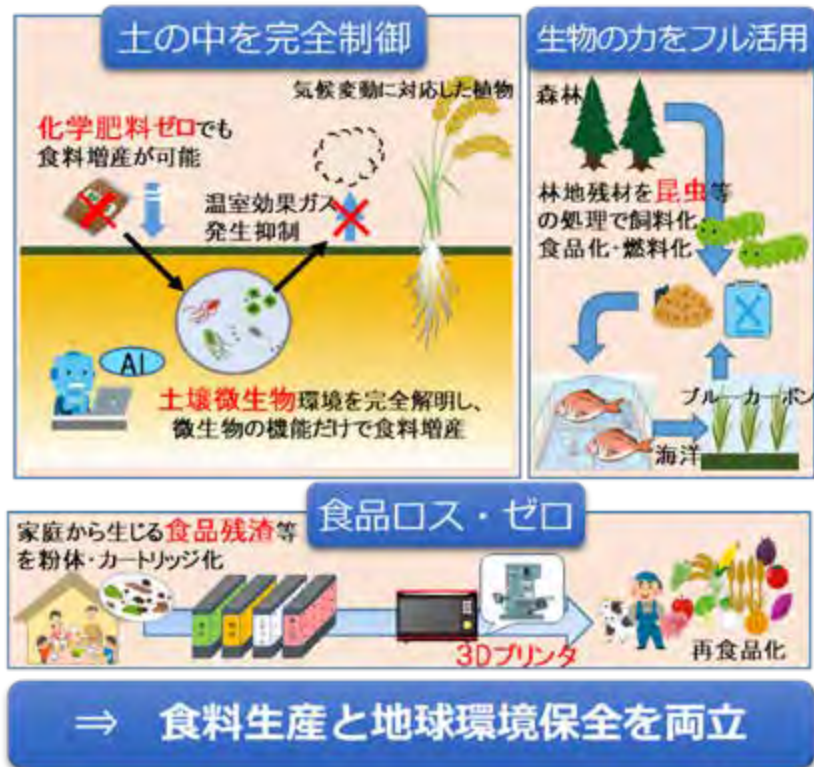 土の中を完全制御
気候変動に対応した植物
化学肥料ゼロでも
食料増産が可能
温室効果ガス
発生抑制
AI
土壌微生物環境を完全解明し、
微生物の機能だけで食料増産
生物の力をフル活用
森林
林地残材を昆虫等
の処理で飼料化
食品化・燃料化
ブルーカーボン
海洋
食品ロス・ゼロ
家庭から生じる食品残渣等
を粉体・カートリッジ化
3Dプリンタ
再食品化
⇒ 食料生産と地球環境保全を両立